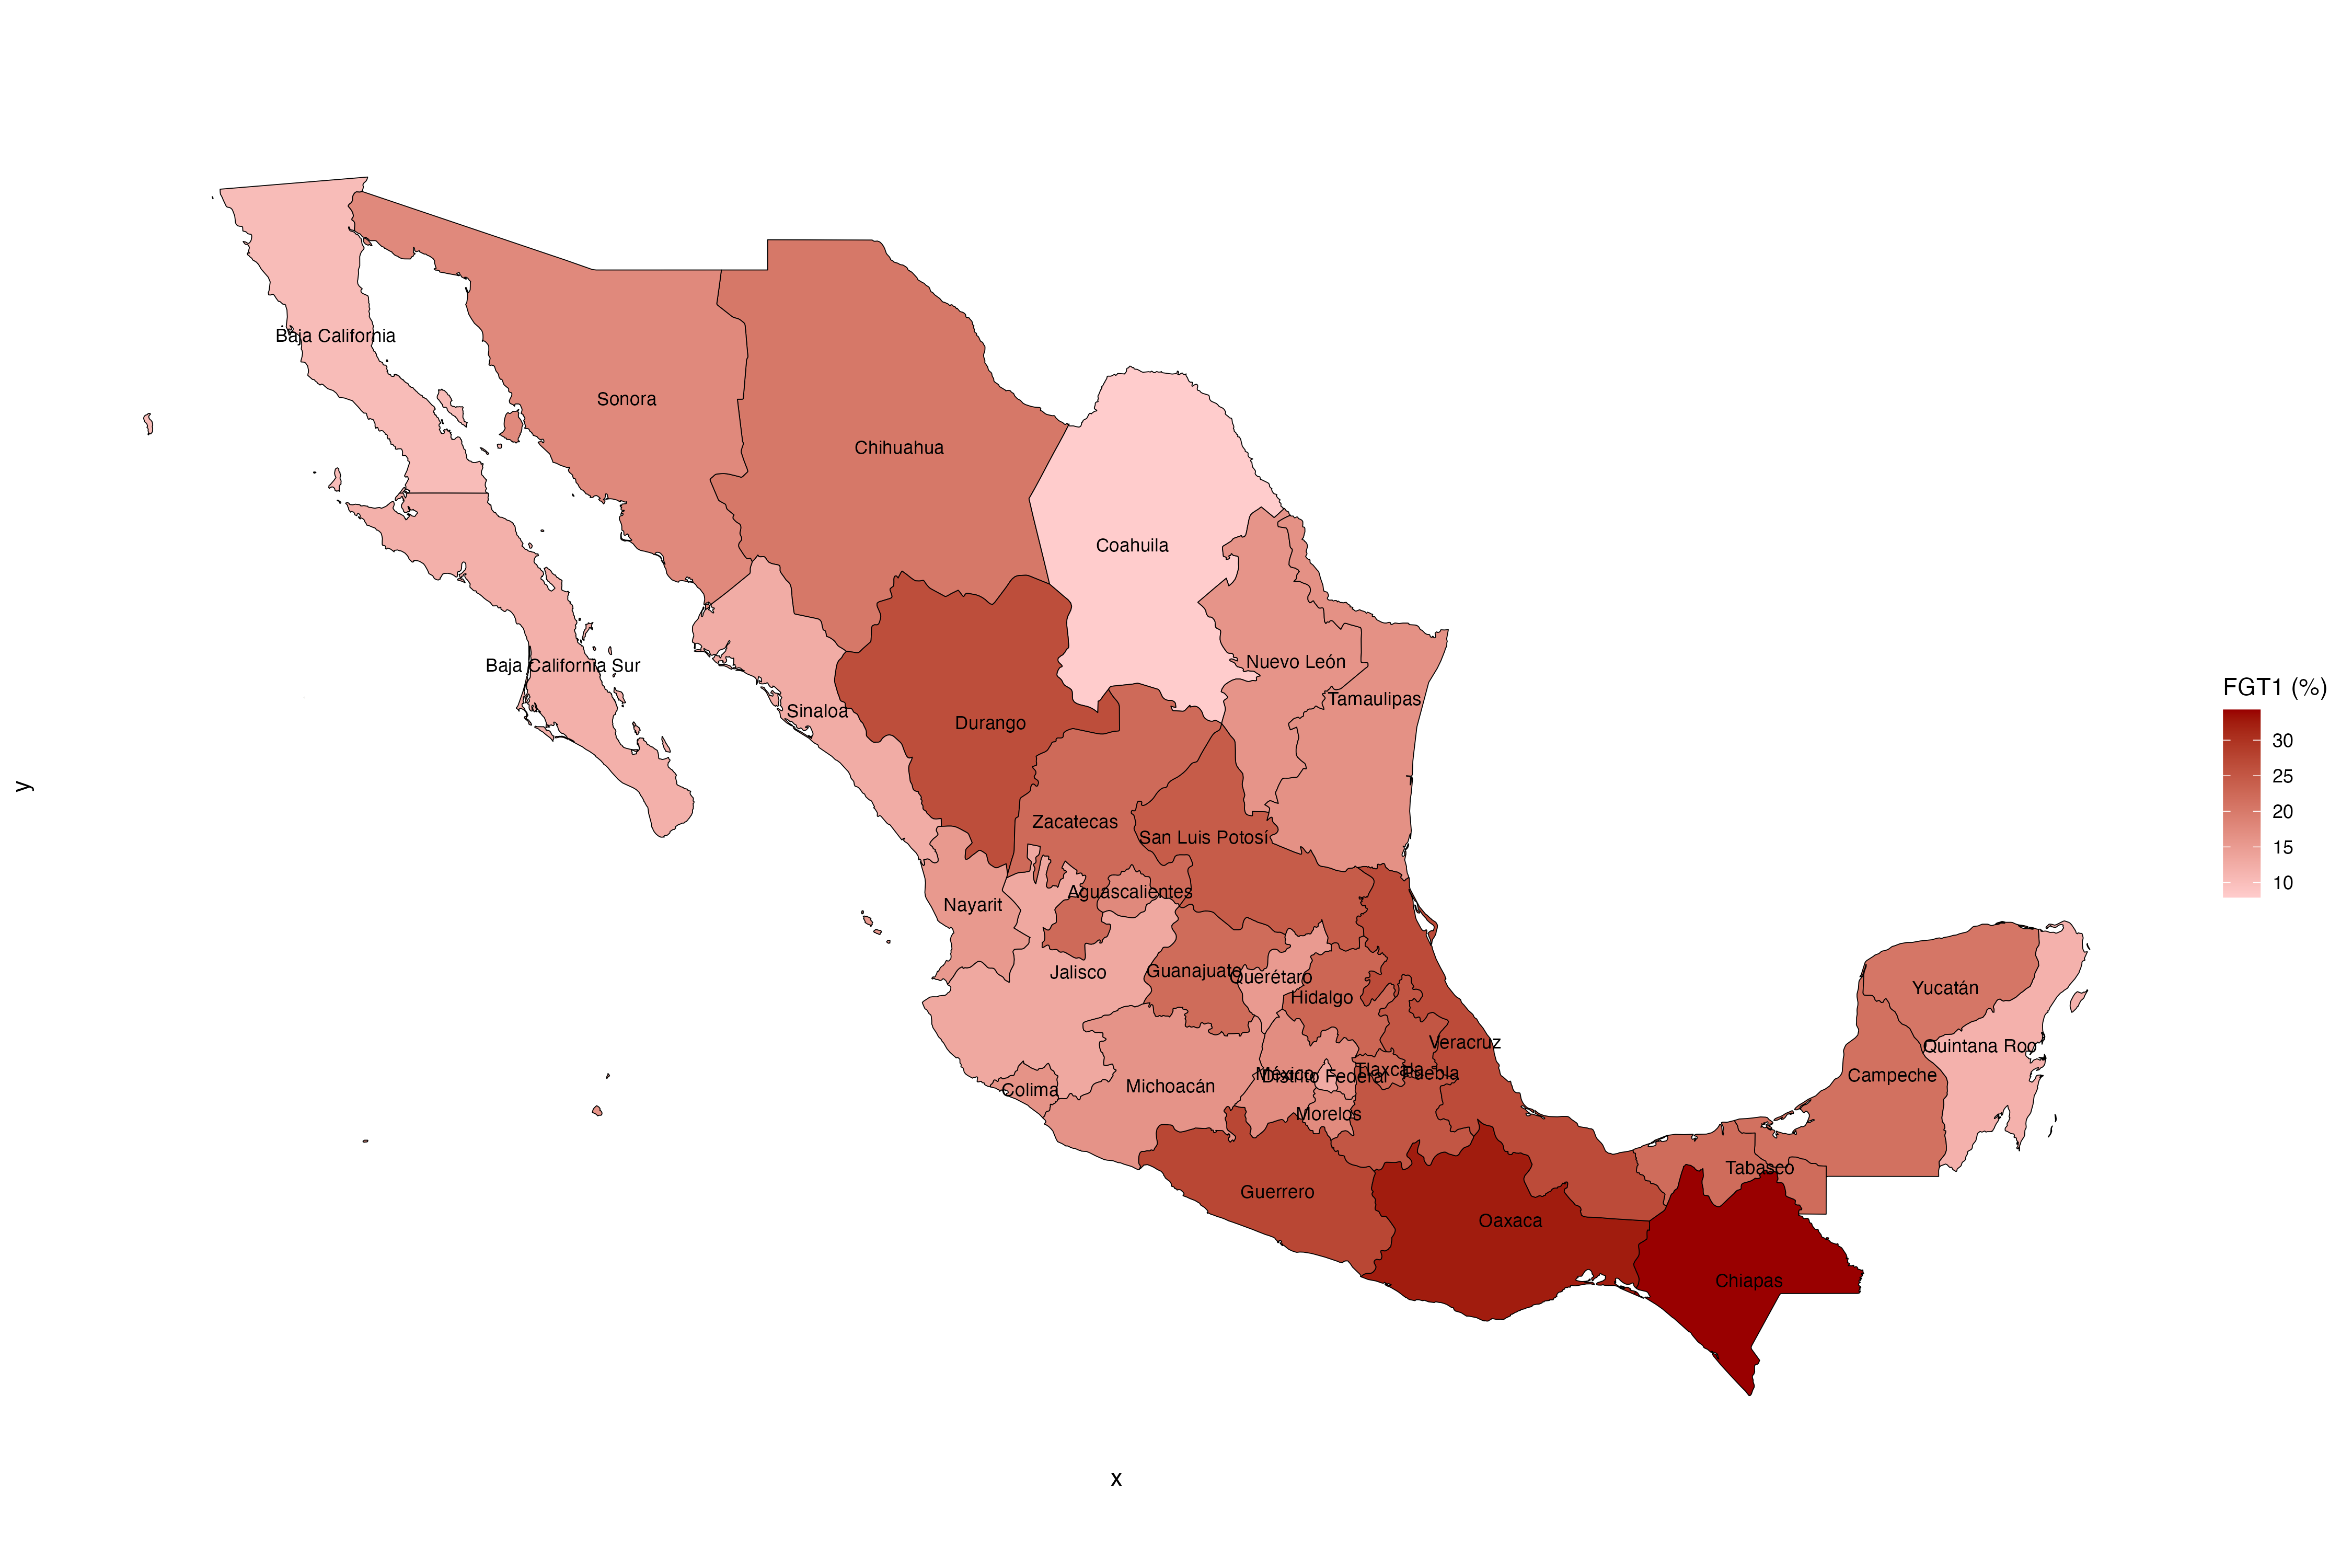 Baja California
Sonora
Chihuahua
Coahuila
Nuevo León
Baja California Sur
Tamaulipas
Sinaloa
Durango
Zacatecas
San Luis Potosí
Aguascalientes
Nayarit
Jalisco
Guanajuato
Querétaro
Hidalgo
Yucatán
Veracruz
Quintana Roo
México
Distrito Federal
Tlaxcala
Puebla
Campeche
Colima
Michoacán
Morelos
Tabasco
Guerrero
Oaxaca
Chiapas
FGT1 (%)
30
25
20
15
10
y
x